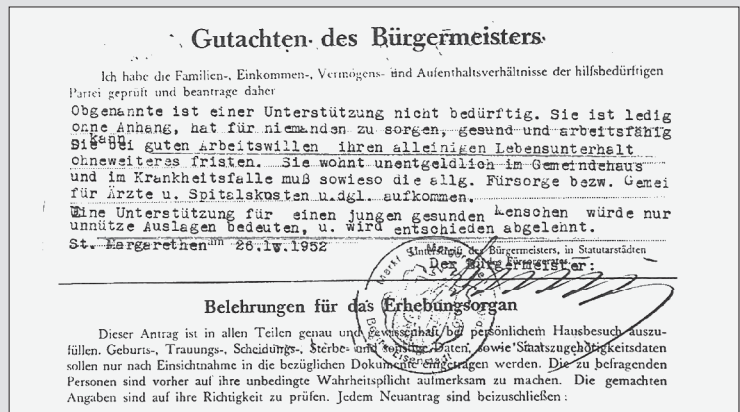 Gutachten des Bürgermeisters
Ich habe die Familien-, Einkommen-, Vermögens- und Aufenthaltsverhältnisse der hilfsbedürftigen
Partei geprüft und beantrage daher
Obgenannte ist einer Unterstützung nicht bedürftig. Sie ist ledig
ohne Anhang, hat für niemanden zu sorgen, gesund und arbeitsfähig
kann
Sie bei guten Arbeitswillen ihren alleinigen Lebensunterhalt
ohneweiteres fristen. Sie wohnt unentgeldlich im Gemeindehaus
und im Krankheitsfalle muß sowieso die allg. Fürsorge bezw. Gemei
für Ärzte u. Spitalskosten u.dgl. aufkommen.
Eine Unterstützung für einen jungen gesunden Menschen würde nur
unnütze Auslagen bedeuten, u. wird entschieden abgelehnt.
St. Margarethen am 26.IV.1952
Unterschrift des Bürgermeisters, in Statutarstädten
des Fürsorgerates
Der Bürgermeister:
Belehrungen für das Erhebungsorgan
Dieser Antrag ist in allen Teilen genau und gewissenhaft bei persönlichem Hausbesuch auszu-
füllen. Geburts-, Trauungs-, Scheidungs-, Sterbe- und sonstige Daten, sowie Staatszugehötigkeitsdaten
sollen nur nach Einsichtnahme in die bezüglichen Dokumente eingetragen werden. Die zu befragenden
Personen sind vorher auf ihre unbedingte Wahrheitspflicht aufmerksam zu machen. Die gemachten
Angaben sind auf ihre Richtigkeit zu prüfen. Jedem Neuantrag sind beizuschließen: